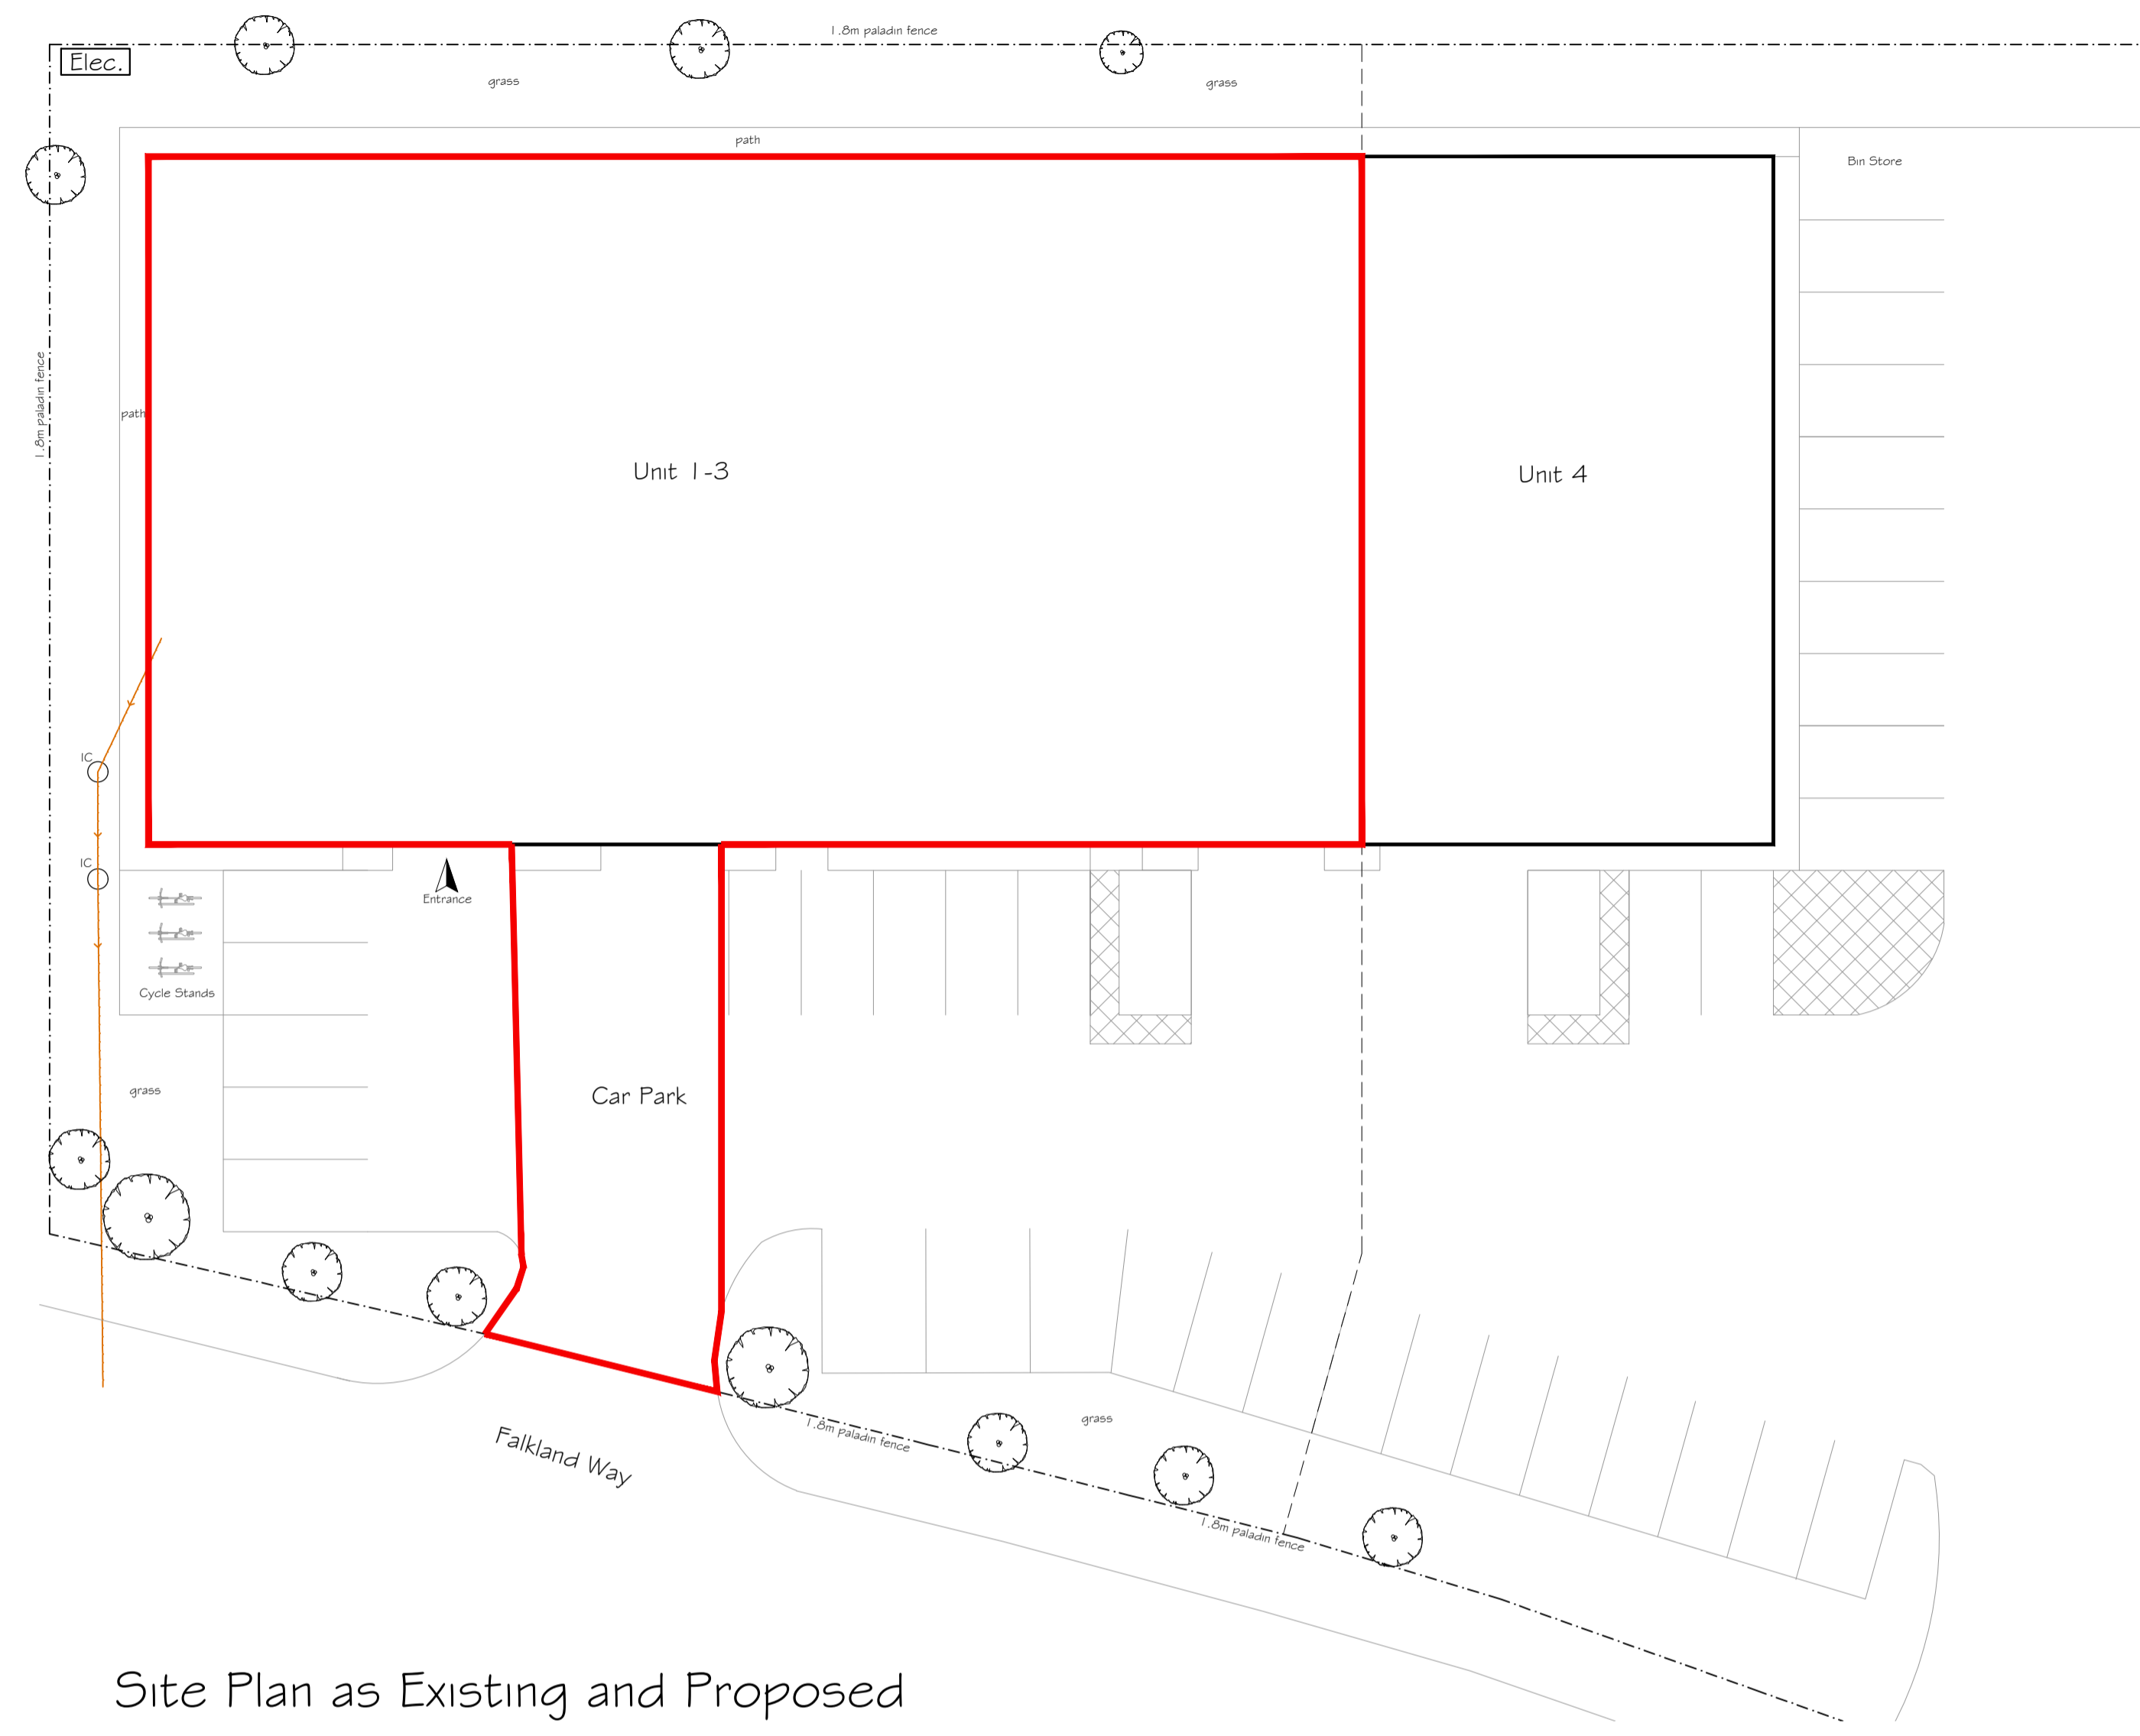 1.8m paladin fence
Elec.
grass
grass
path
Bin Store
1.8m paladin fence
path
Unit 1-3
Unit 4
IC
IC
Entrance
Cycle Stands
grass
Car Park
grass
1.8m paladin fence
Falkland Way
1.8m paladin fence
Site Plan as Existing and Proposed